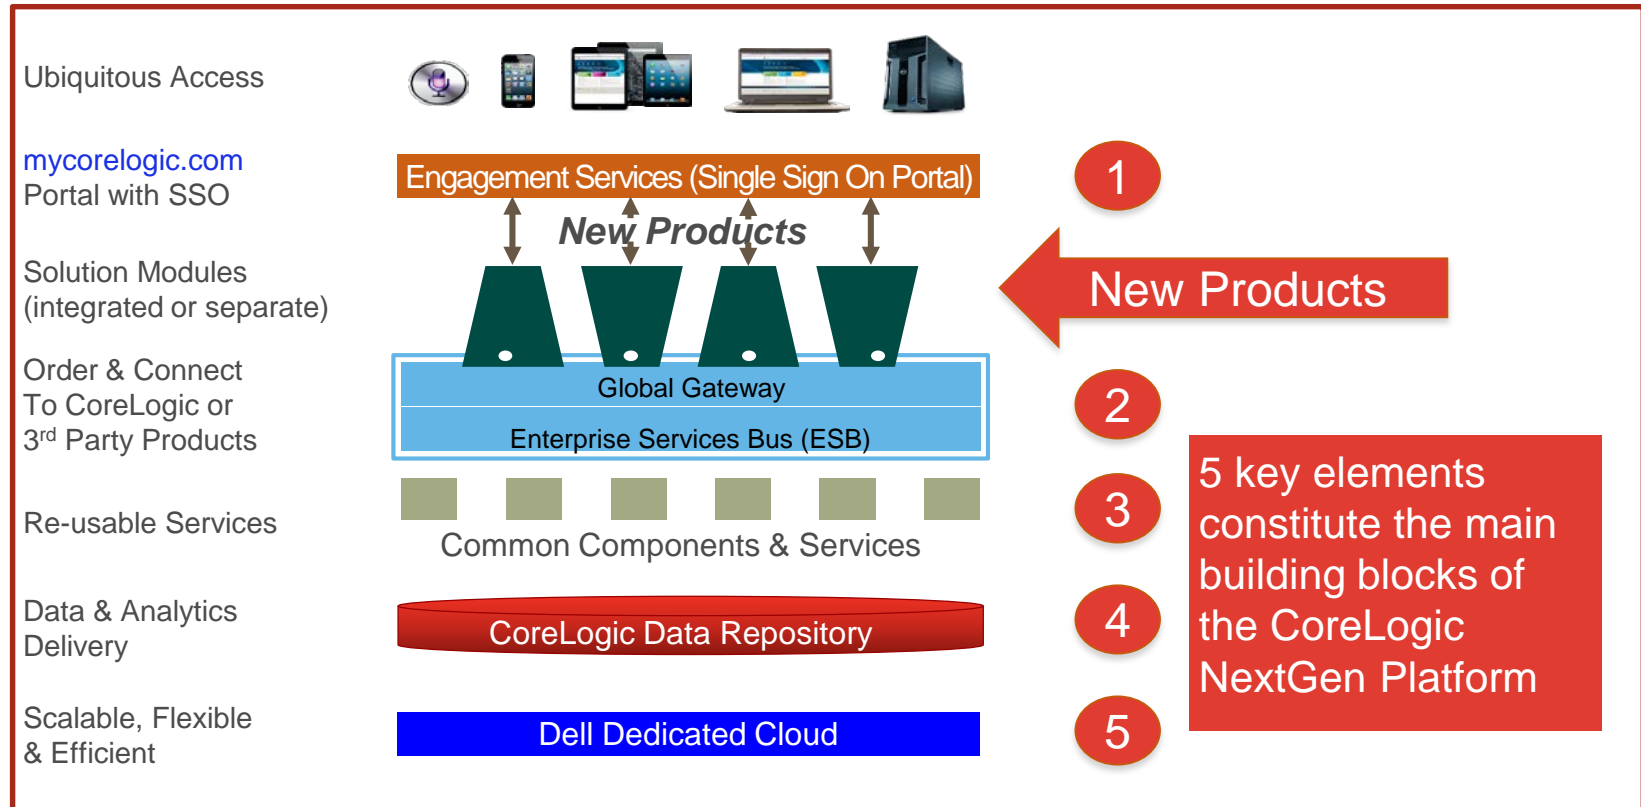 Ubiquitous Access
mycorelogic.com
Portal with SSO
Engagement Services (Single Sign On Portal)
1
New Products
Solution Modules
(integrated or separate)
New Products
Order & Connect
To CoreLogic or
3rd Party Products
Global Gateway
Enterprise Services Bus (ESB)
2
Re-usable Services
Common Components & Services
3
Data & Analytics
Delivery
CoreLogic Data Repository
4
Scalable, Flexible
& Efficient
Dell Dedicated Cloud
5
5 key elements
constitute the main
building blocks of
the CoreLogic
NextGen Platform